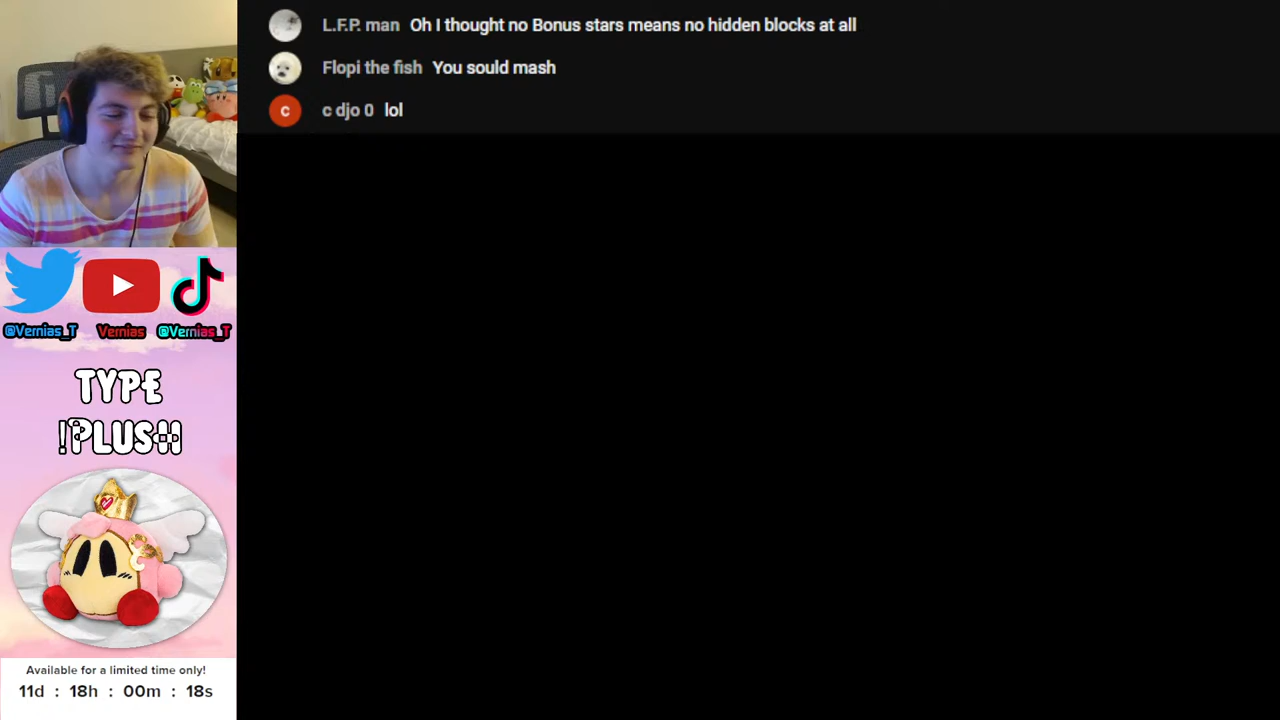 L.F.P. man Oh I thought no Bonus stars means no hidden blocks at all
Flopi the fish You sould mash
c c djo 0 lol
@Vernias_T Vernias @Vernias_T
TYPE
!PLUSH
Available for a limited time only!
11d : 18h : 00m : 18s